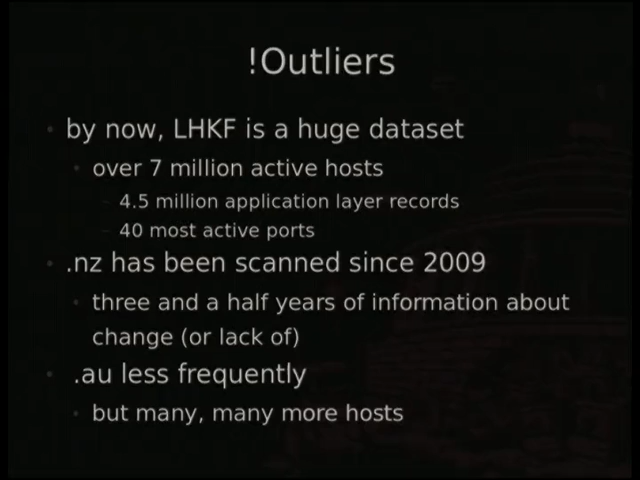 !Outliers
by now, LHKF is a huge dataset
over 7 million active hosts
4.5 million application layer records
40 most active ports
.nz has been scanned since 2009
three and a half years of information about
change (or lack of)
.au less frequently
but many, many more hosts